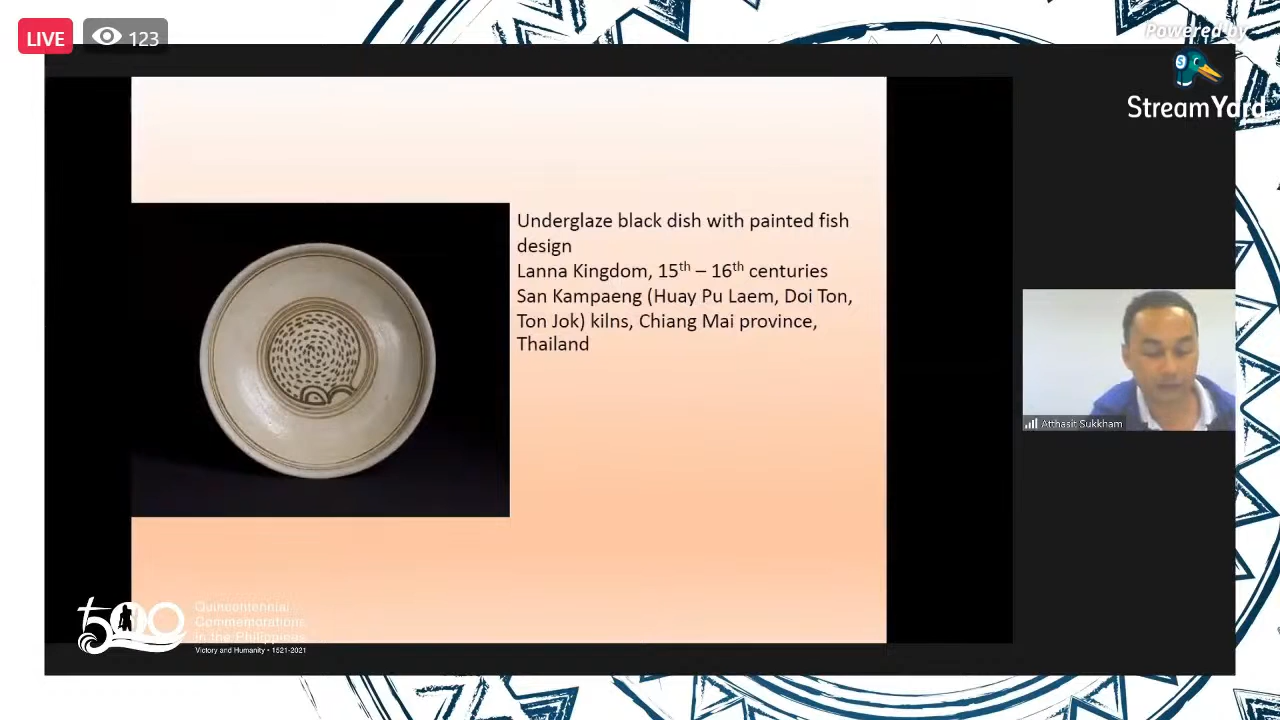 LIVE
123
Powered by
StreamYard
Underglaze black dish with painted fish
design
Lanna Kingdom, 15th – 16th centuries
San Kampaeng (Huay Pu Laem, Doi Ton,
Ton Jok) kilns, Chiang Mai province,
Thailand
Atthasit Sukkham
500
Quincentennial
Commemorations
in the Philippines
Victory and Humanity • 1521-2021